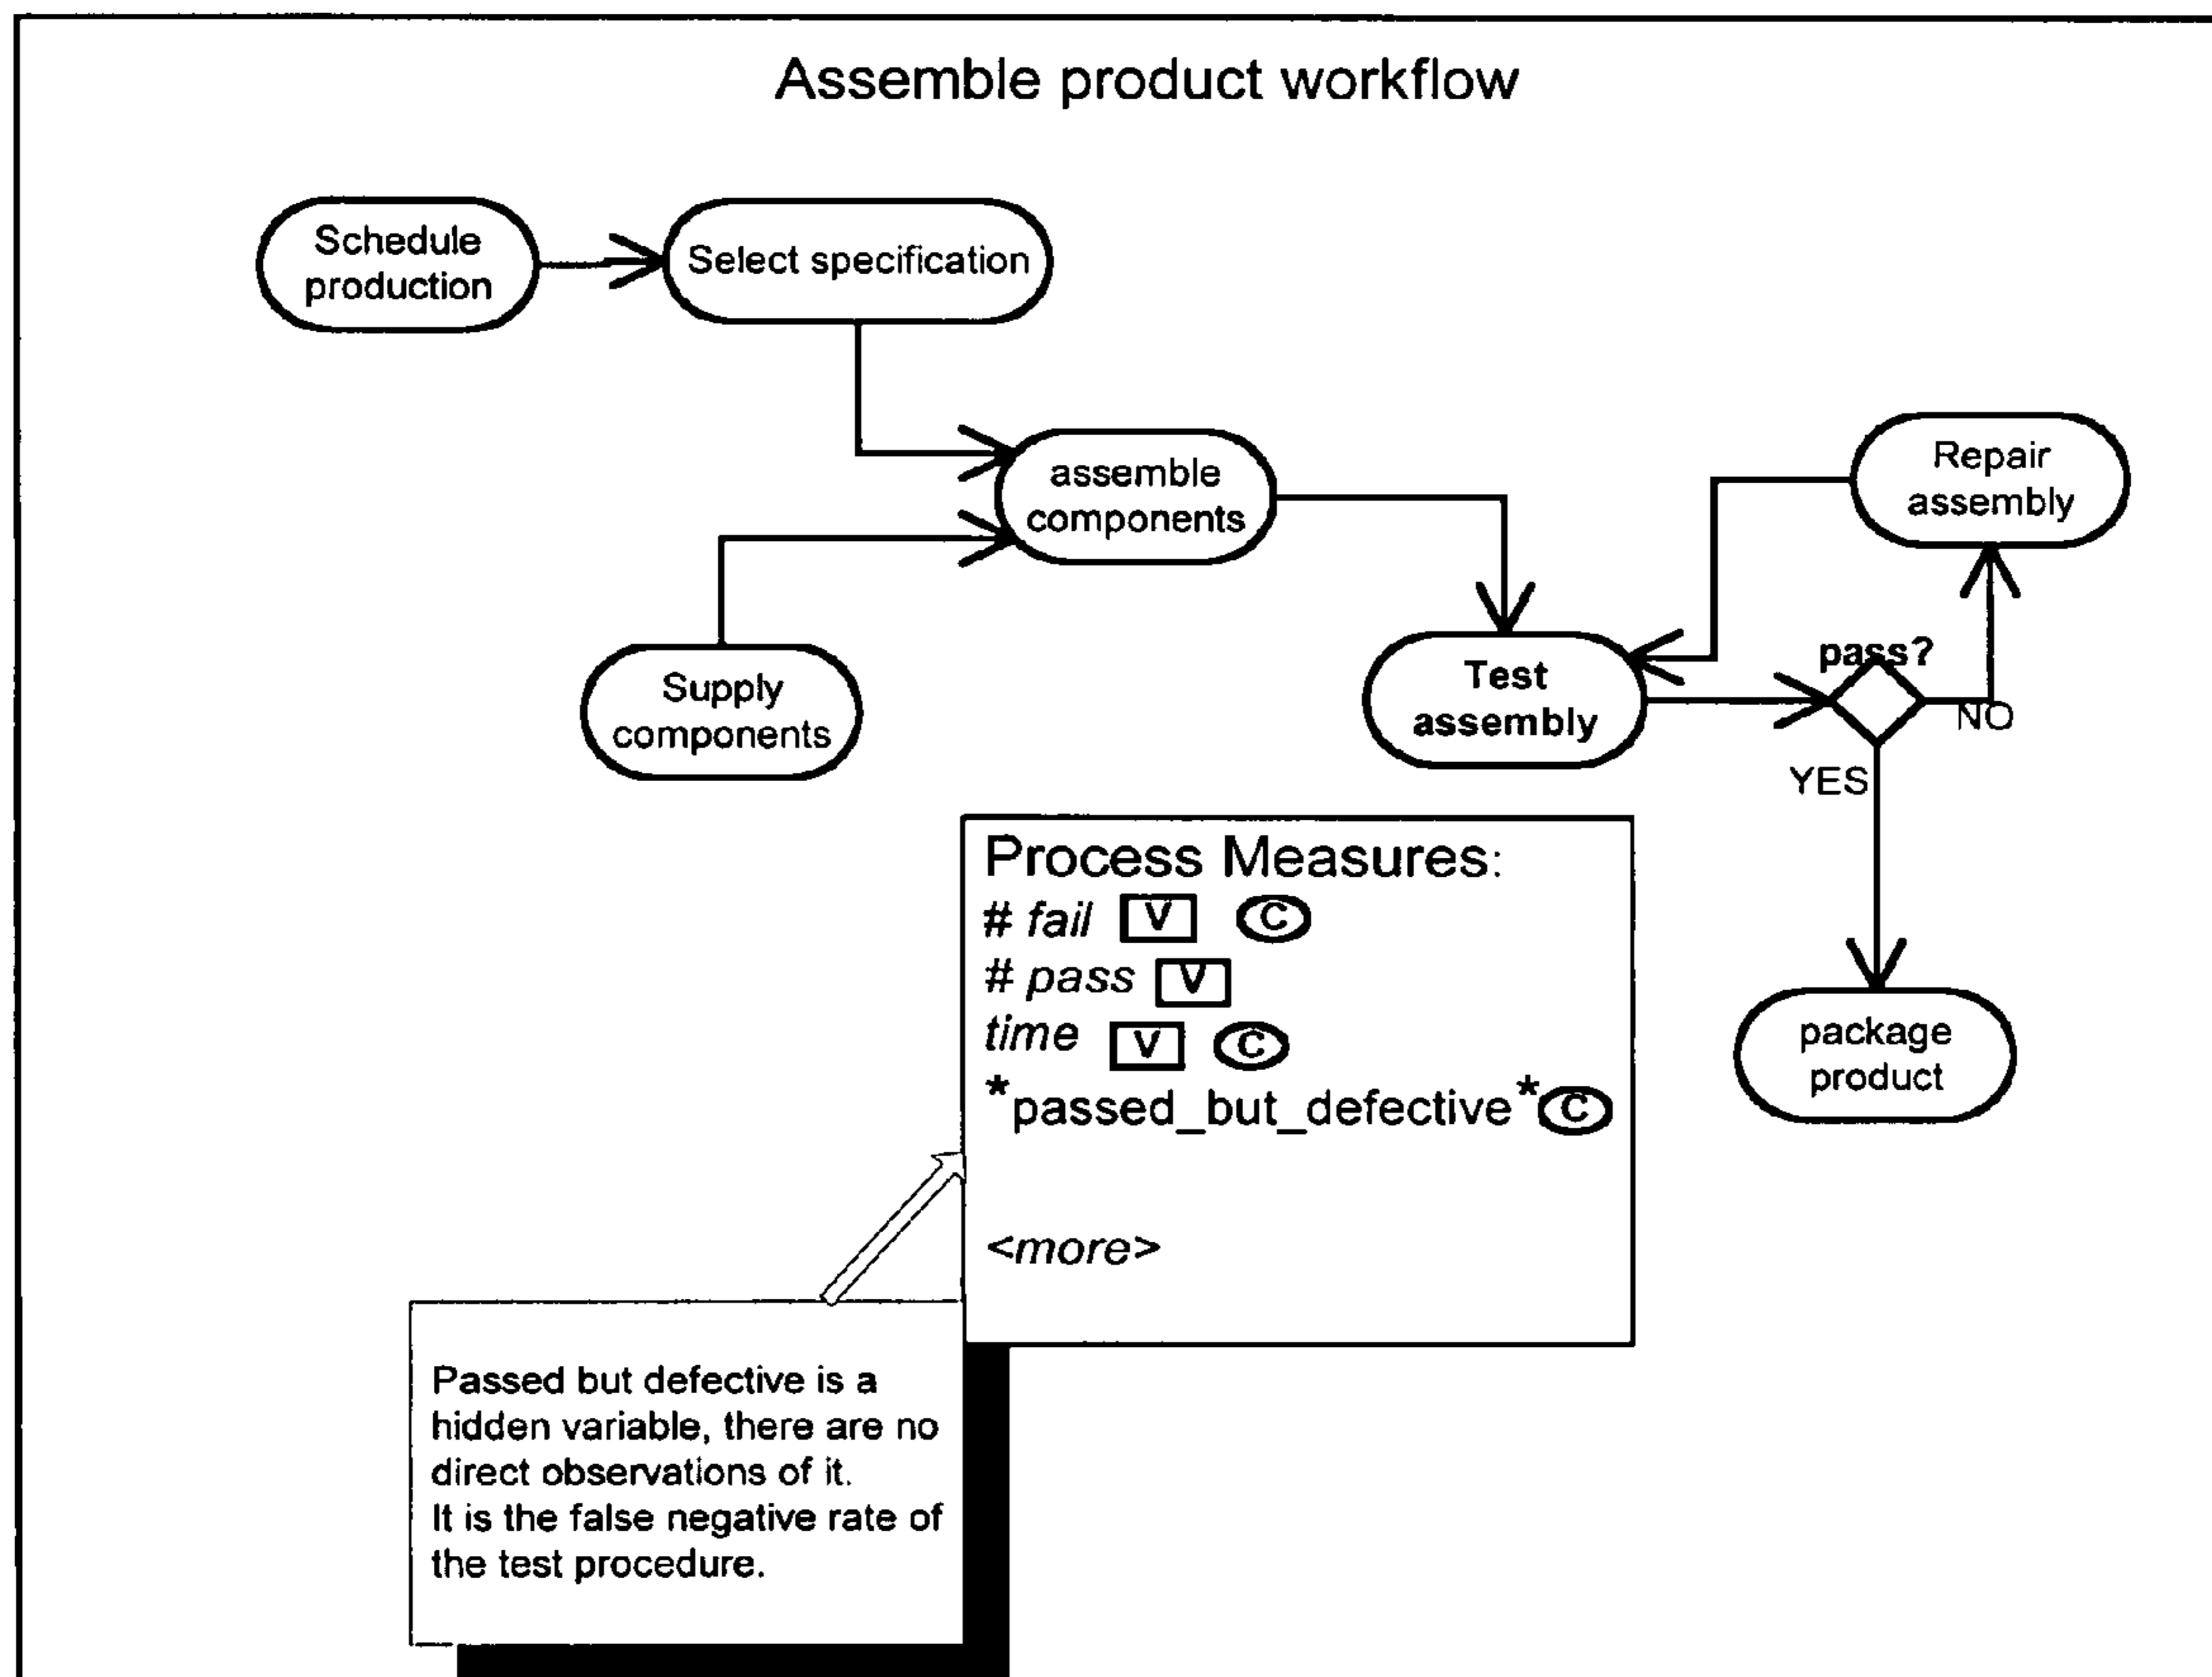 Assemble product workflow
Schedule
production
Select specification
assemble
components
Supply
components
Repair
assembly
Test
assembly
pass?
NO
YES
package
product
Process Measures:
# fail V C
# pass V
time V C
*passed_but_defective* C
<more>
Passed but defective is a
hidden variable, there are no
direct observations of it.
It is the false negative rate of
the test procedure.